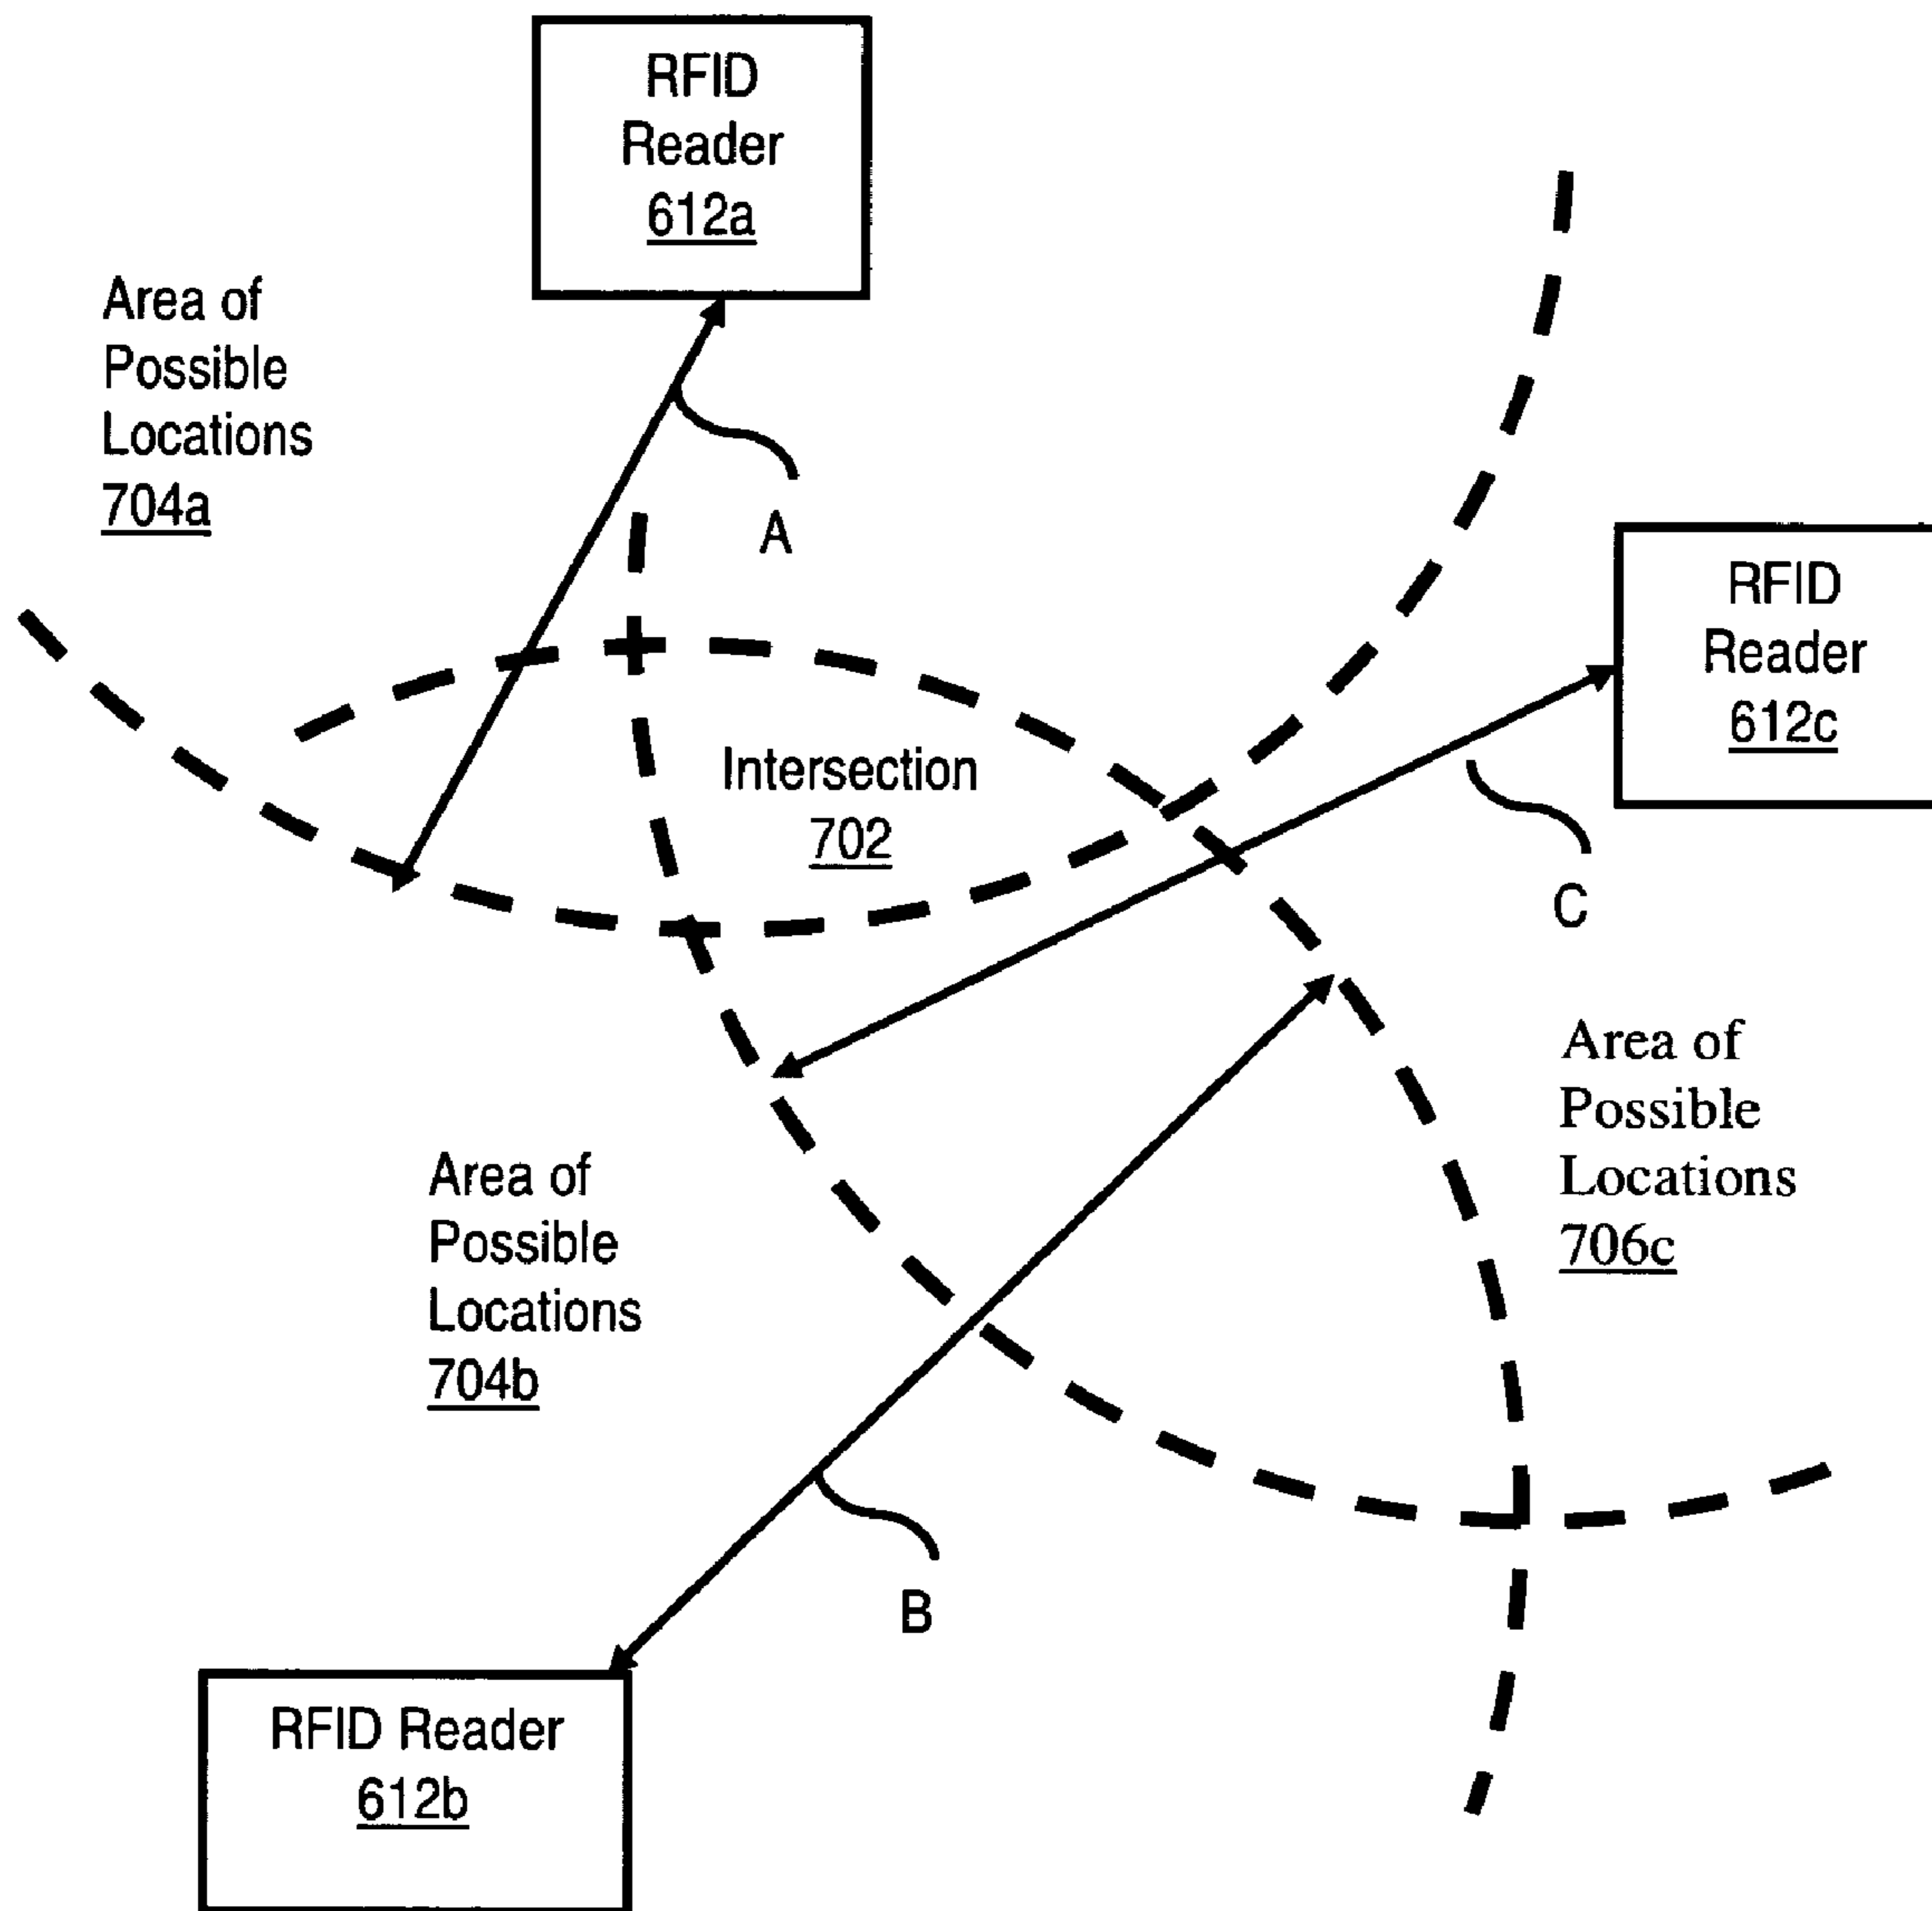 RFID
Reader
612a
Area of
Possible
Locations
704a
A
RFID
Reader
612c
Intersection
702
C
Area of
Possible
Locations
706c
Area of
Possible
Locations
704b
B
RFID Reader
612b